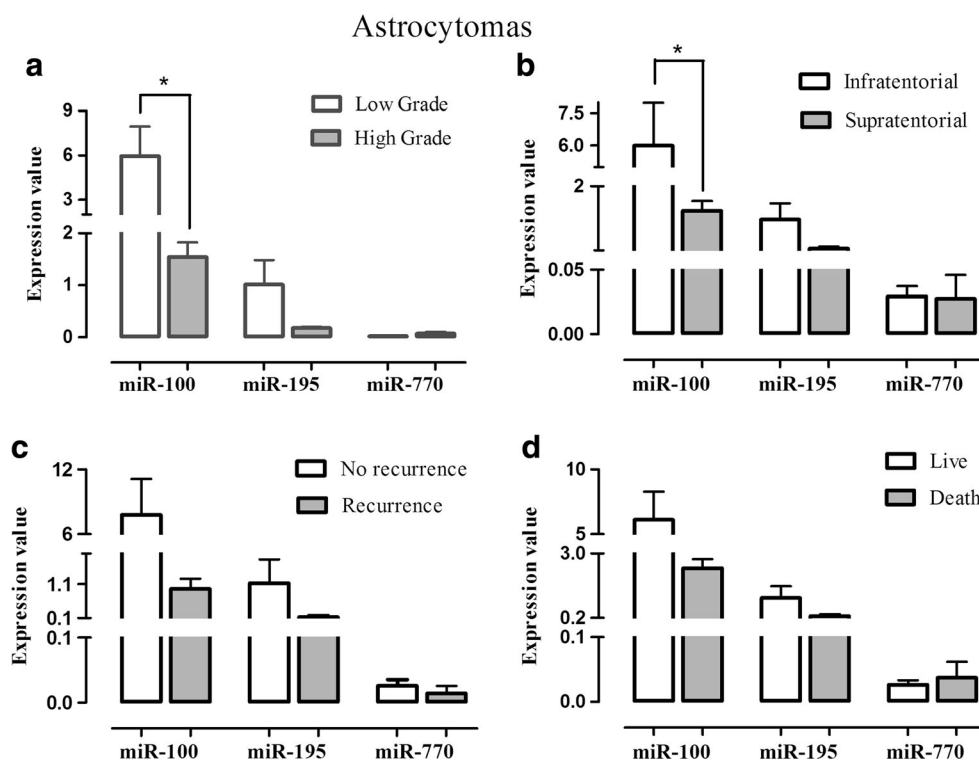 Astrocytomas
a
*
Low Grade
High Grade
Expression value
9
6
3
2
1
0
miR-100 miR-195 miR-770
b
*
Infratentorial
Supratentorial
Expression value
7.5
6.0
2
0.05
0.00
miR-100 miR-195 miR-770
c
No recurrence
Recurrence
Expression value
12
6
1.1
0.1
0.1
0.0
miR-100 miR-195 miR-770
d
Live
Death
Expression value
10
5
3.0
0.2
0.1
0.0
miR-100 miR-195 miR-770